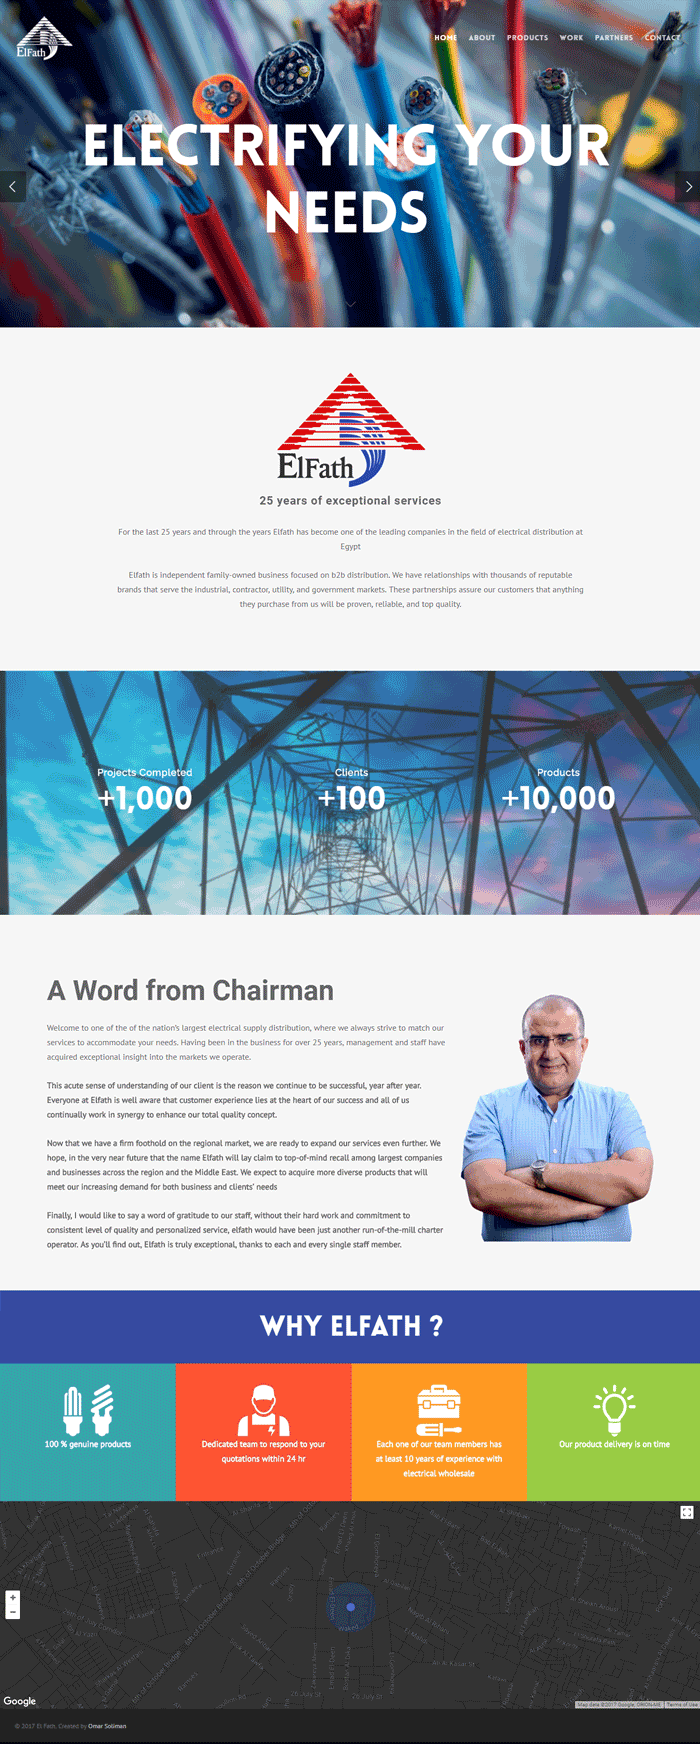 ElFath
HOME ABOUT PRODUCTS WORK PARTNERS CONTACT
ELECTRIFYING YOUR
NEEDS
ElFath
25 years of exceptional services
For the last 25 years and through the years Elfath has become one of the leading companies in the field of electrical distribution at
Egypt
Elfath is independent family-owned business focused on b2b distribution. We have relationships with thousands of reputable
brands that serve the industrial, contractor, utility, and government markets. These partnerships assure our customers that anything
they purchase from us will be proven, reliable, and top quality.
Projects Completed
+1,000
Clients
+100
Products
+10,000
A Word from Chairman
Welcome to one of the of the nation's largest electrical supply distribution, where we always strive to match our
services to accommodate your needs. Having been in the business for over 25 years, management and staff have
acquired exceptional insight into the markets we operate.
This acute sense of understanding of our client is the reason we continue to be successful, year after year.
Everyone at Elfath is well aware that customer experience lies at the heart of our success and all of us
continually work in synergy to enhance our total quality concept.
Now that we have a firm foothold on the regional market, we are ready to expand our services even further. We
hope, in the very near future that the name Elfath will lay claim to top-of-mind recall among largest companies
and businesses across the region and the Middle East. We expect to acquire more diverse products that will
meet our increasing demand for both business and clients' needs
Finally, I would like to say a word of gratitude to our staff, without their hard work and commitment to
consistent level of quality and personalized service, elfath would have been just another run-of-the-mill charter
operator. As you'll find out, Elfath is truly exceptional, thanks to each and every single staff member.
WHY ELFATH ?
100 % genuine products
Dedicated team to respond to your
quotations within 24 hr
Each one of our team members has
at least 10 years of experience with
electrical wholesale
Our product delivery is on time
6th of October Bridge
26 July St
26 July St
+
−
Google
Map data ©2017 Google, ORION-ME
Terms of Use
© 2017 El Fath. Created by Omar Soliman